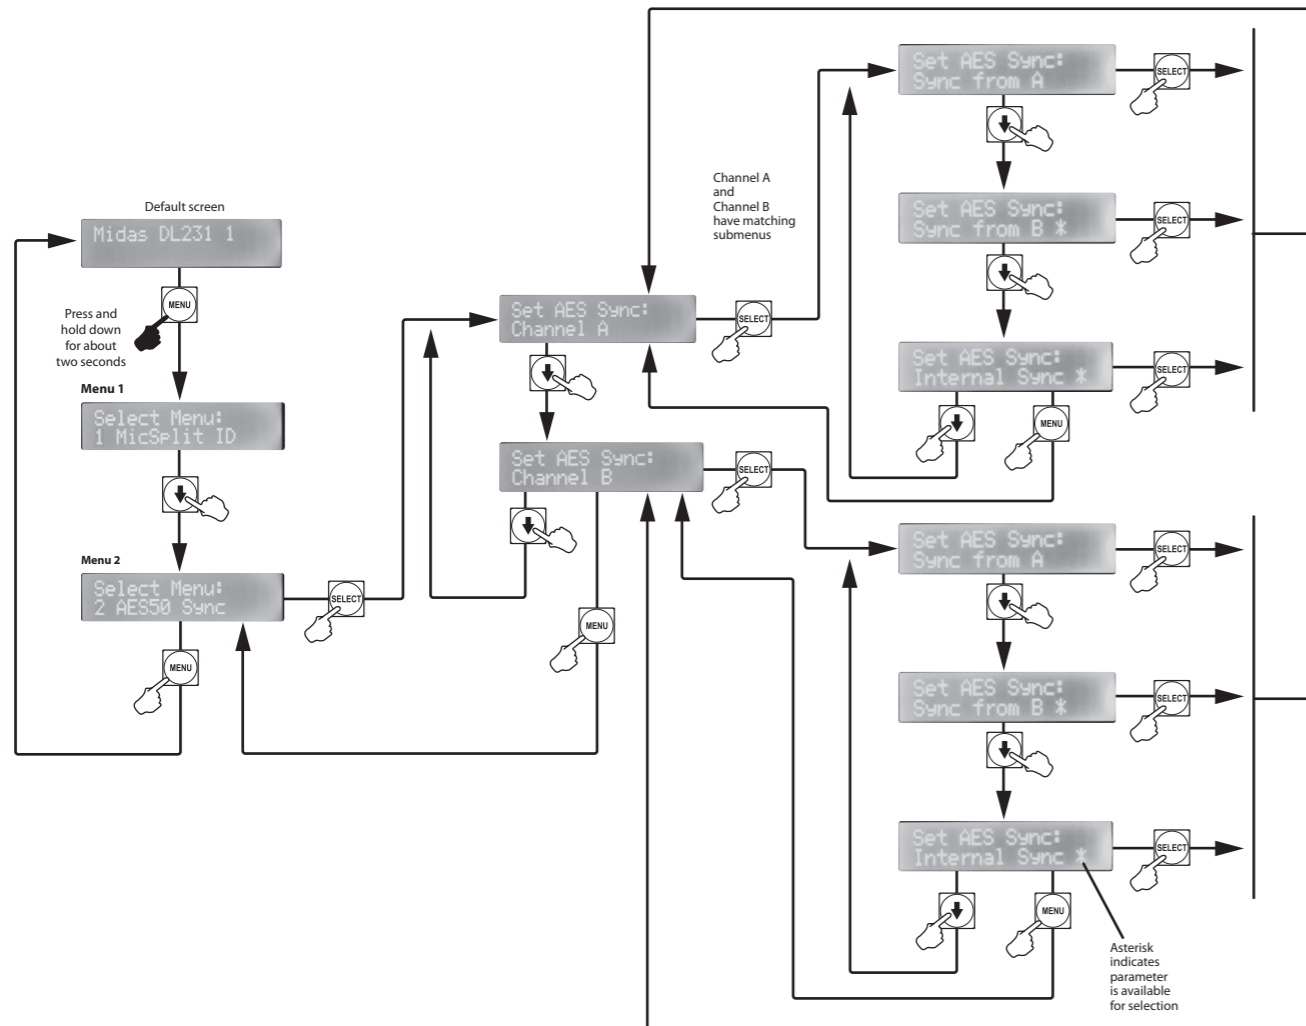 Default screen
Midas DL231 1
MENU
Press and
hold down
for about
two seconds
Menu 1
Select Menu:
1 MicSplit ID
Menu 2
Select Menu:
2 AES50 Sync
SELECT
MENU
Set AES Sync:
Channel A
SELECT
Set AES Sync:
Channel B
SELECT
MENU
Channel A
and
Channel B
have matching
submenus
Set AES Sync:
Sync from A
SELECT
Set AES Sync:
Sync from B *
SELECT
Set AES Sync:
Internal Sync *
SELECT
MENU
Set AES Sync:
Sync from A
SELECT
Set AES Sync:
Sync from B *
SELECT
Set AES Sync:
Internal Sync *
SELECT
MENU
Asterisk
indicates
parameter
is available
for selection